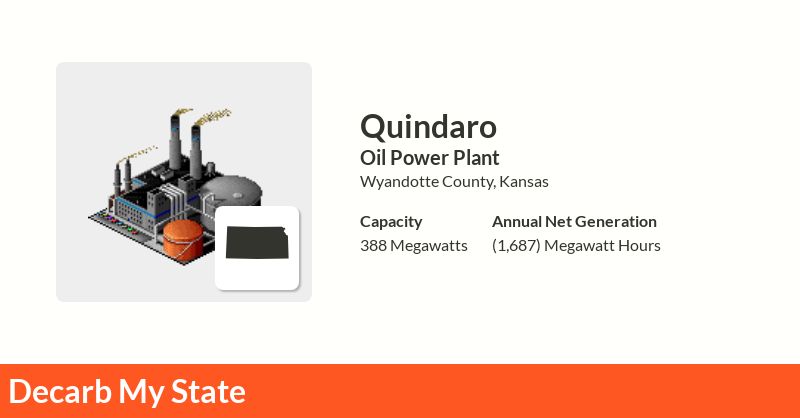 Quindaro
Oil Power Plant
Wyandotte County, Kansas
Capacity
388 Megawatts
Annual Net Generation
(1,687) Megawatt Hours
Decarb My State